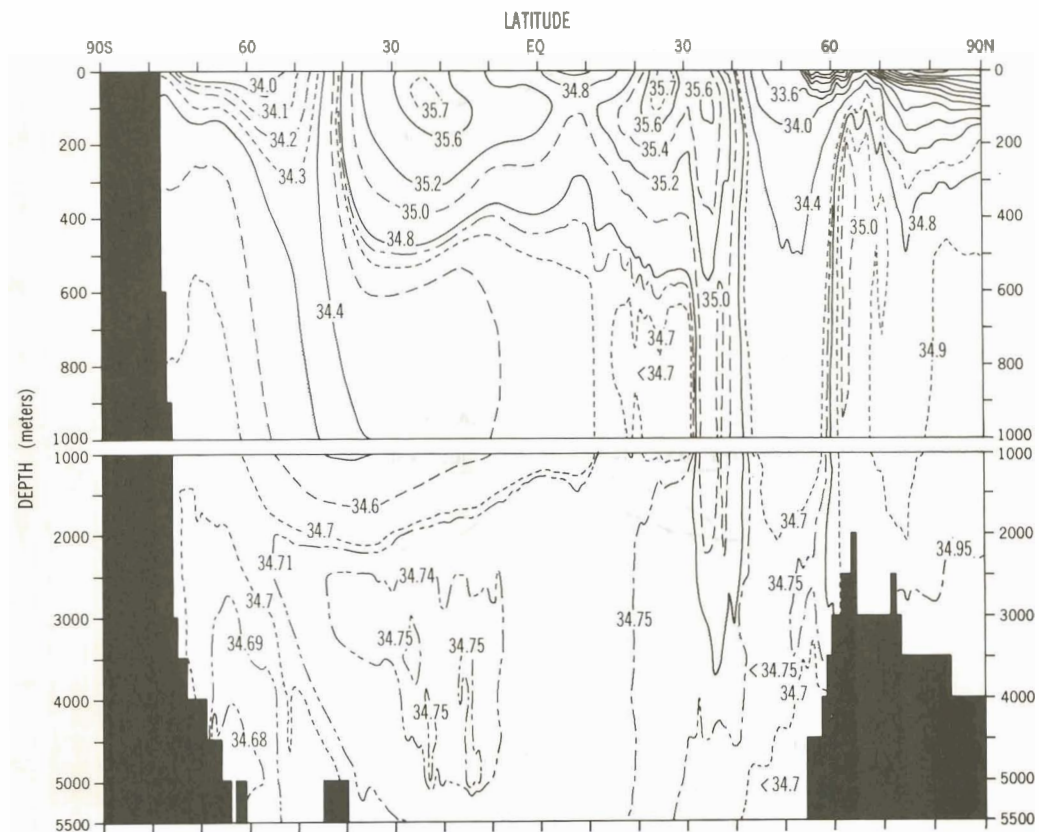 LATITUDE
90S 60 30 EQ 30 60 90N
DEPTH (meters)
0 0
34.0 35.7 34.8 35.7 35.6 33.6
34.1 35.6 35.6 34.0
200 34.2 35.4 200
34.3 35.2 35.2
400 35.0 34.4 35.0 34.8 400
34.8
600 34.4 35.0 600
34.7
800 <34.7 34.9 800
1000 1000
1000 1000
34.6
34.7 34.7
2000 2000
34.71 34.74 34.75 34.95
34.7
3000 34.69 34.75 34.75 34.75 3000
<34.75
34.7
4000 34.75 4000
34.68
5000 <34.7 5000
5500 5500